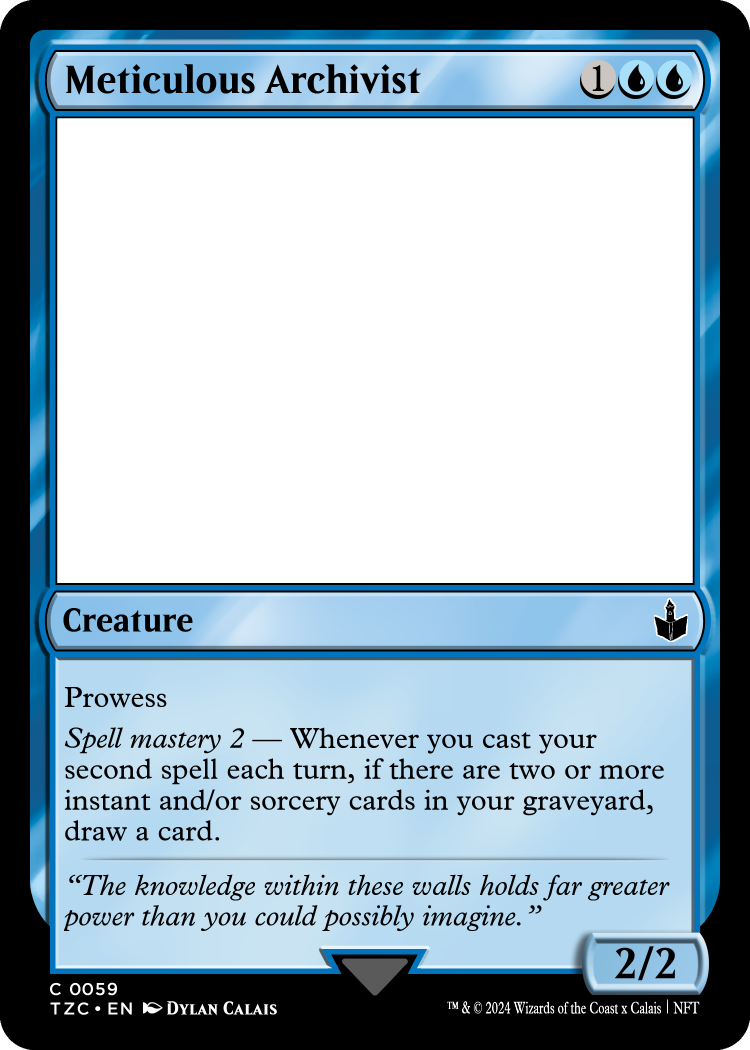 Meticulous Archivist 1
Creature
Prowess
Spell mastery 2 — Whenever you cast your
second spell each turn, if there are two or more
instant and/or sorcery cards in your graveyard,
draw a card.
“The knowledge within these walls holds far greater
power than you could possibly imagine.”
2/2
C 0059
TZC • EN DYLAN CALAIS
™ & © 2024 Wizards of the Coast x Calais | NFT